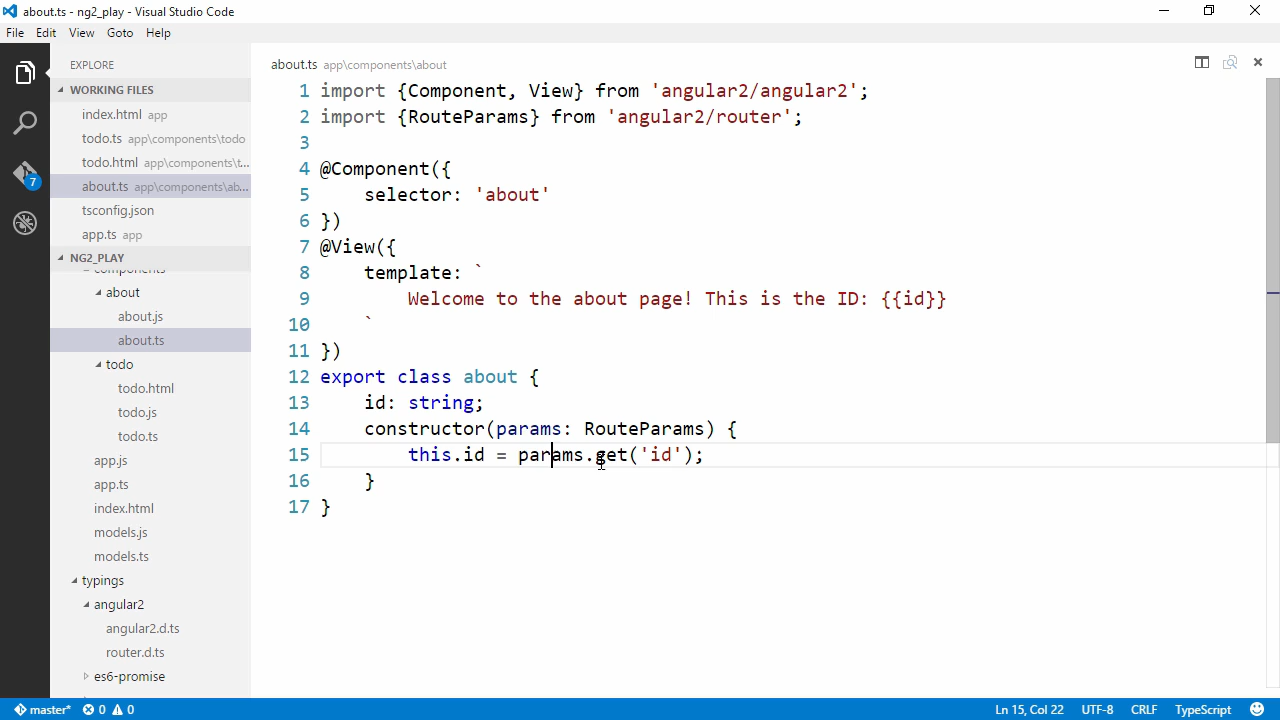 about.ts - ng2_play - Visual Studio Code
File Edit View Goto Help
EXPLORE
WORKING FILES
index.html app
todo.ts app\components\todo
todo.html app\components\t...
about.ts app\components\ab...
tsconfig.json
app.ts app
NG2_PLAY
components
about
about.js
about.ts
todo
todo.html
todo.js
todo.ts
app.js
app.ts
index.html
models.js
models.ts
typings
angular2
angular2.d.ts
router.d.ts
es6-promise
7
about.ts app\components\about
1 import {Component, View} from 'angular2/angular2';
2 import {RouteParams} from 'angular2/router';
3
4 @Component({
5 selector: 'about'
6 })
7 @View({
8 template: `
9 Welcome to the about page! This is the ID: {{id}}
10 `
11 })
12 export class about {
13 id: string;
14 constructor(params: RouteParams) {
15 this.id = params.get('id');
16 }
17 }
master* 0 0 Ln 15, Col 22 UTF-8 CRLF TypeScript